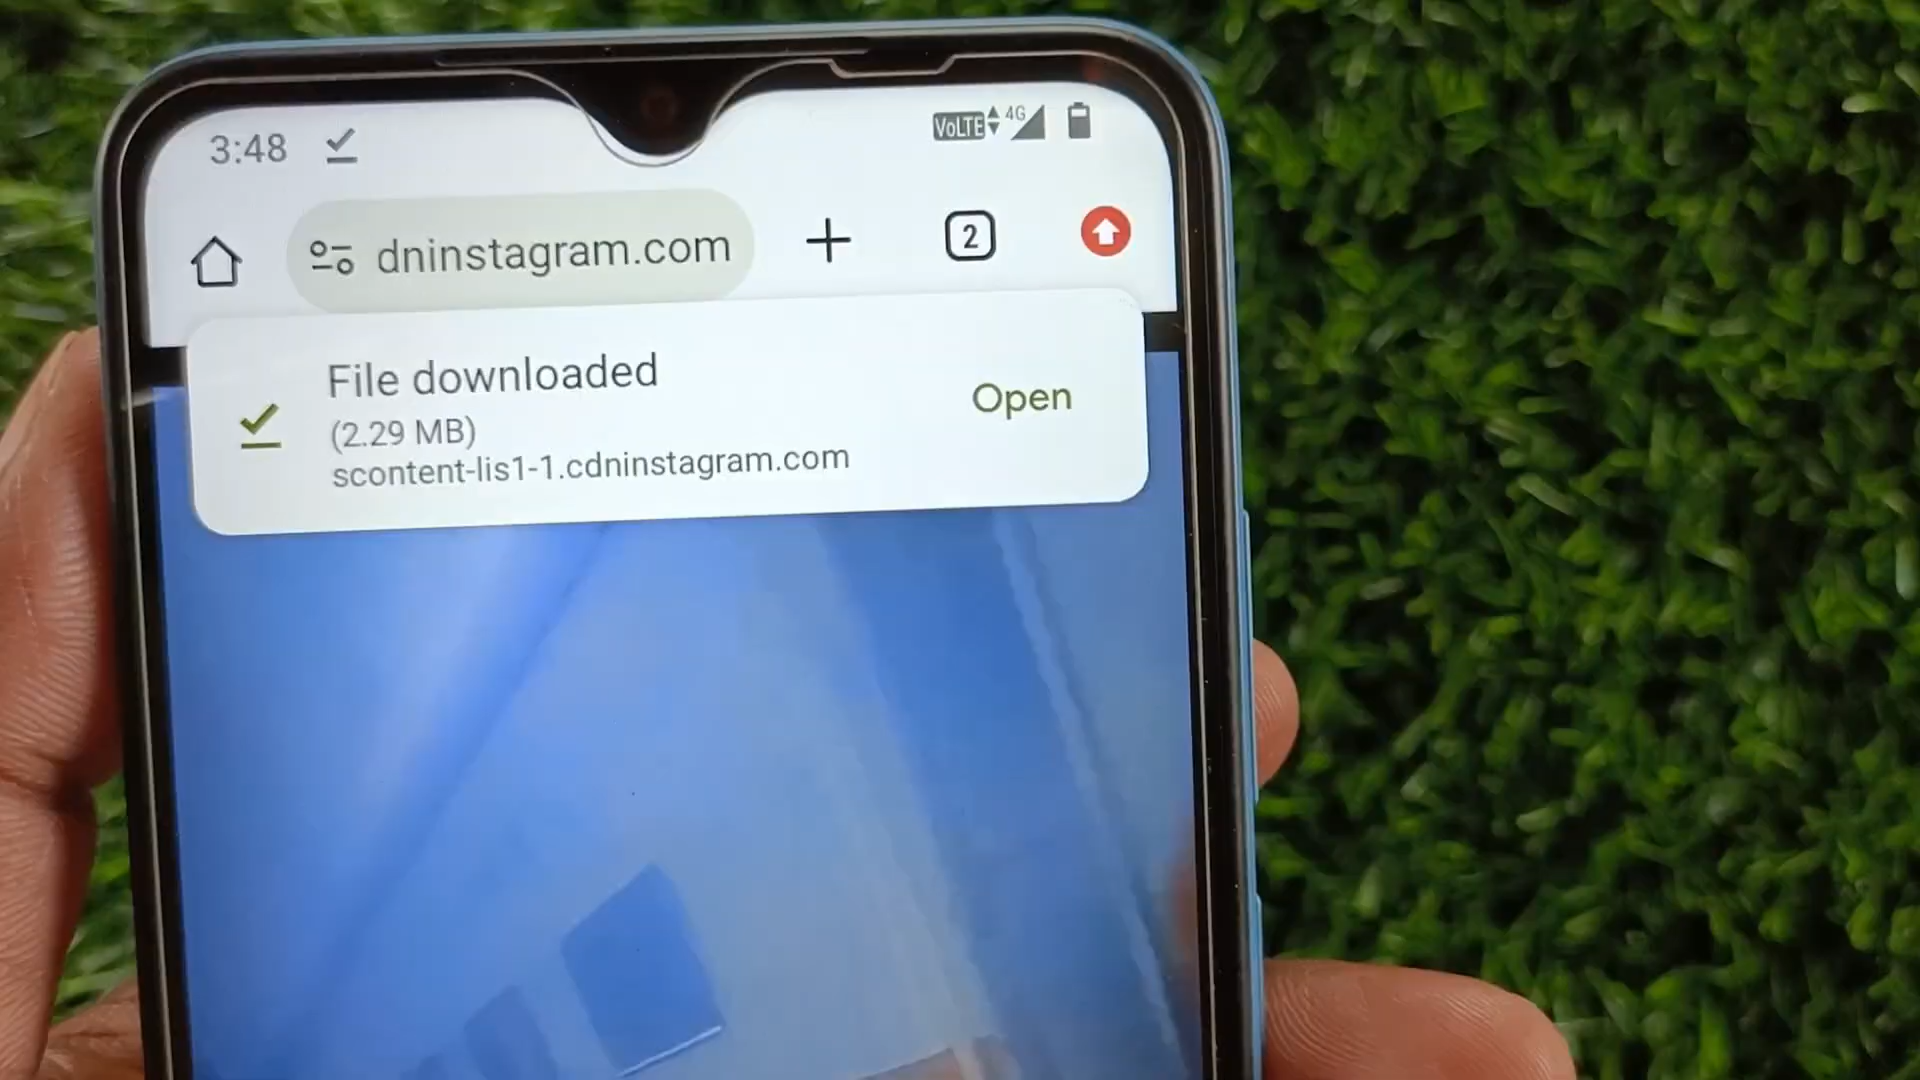 3:48
VoLTE 4G
dninstagram.com
2
File downloaded
(2.29 MB)
Open
scontent-lis1-1.cdninstagram.com